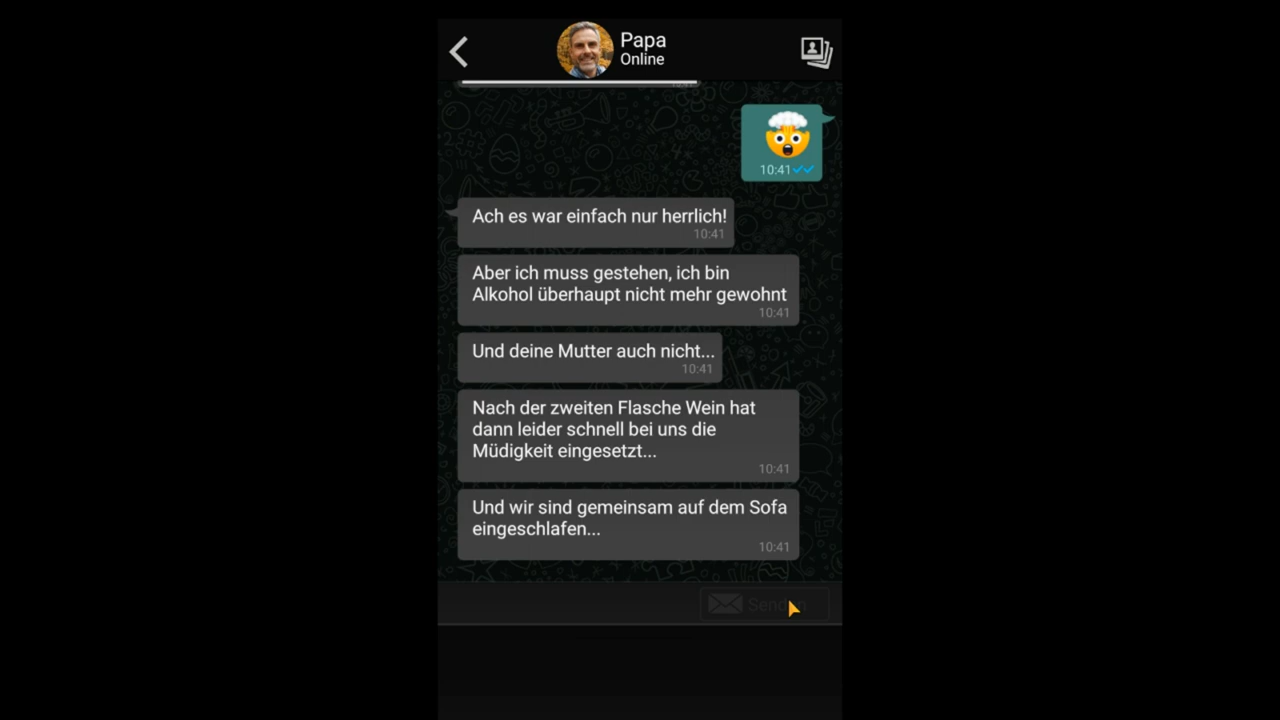 Papa
Online
10:41
Ach es war einfach nur herrlich!
10:41
Aber ich muss gestehen, ich bin
Alkohol überhaupt nicht mehr gewohnt
10:41
Und deine Mutter auch nicht...
10:41
Nach der zweiten Flasche Wein hat
dann leider schnell bei uns die
Müdigkeit eingesetzt...
10:41
Und wir sind gemeinsam auf dem Sofa
eingeschlafen...
10:41